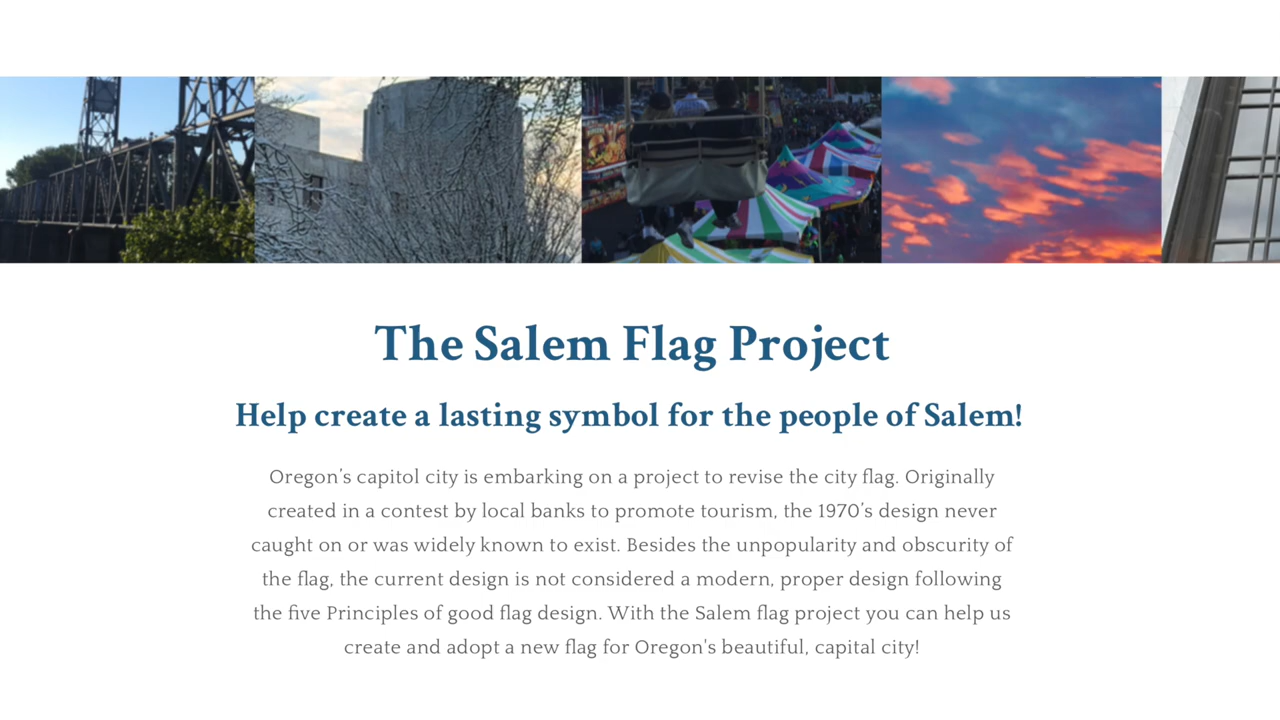 The Salem Flag Project
Help create a lasting symbol for the people of Salem!
Oregon’s capitol city is embarking on a project to revise the city flag. Originally
created in a contest by local banks to promote tourism, the 1970’s design never
caught on or was widely known to exist. Besides the unpopularity and obscurity of
the flag, the current design is not considered a modern, proper design following
the five Principles of good flag design. With the Salem flag project you can help us
create and adopt a new flag for Oregon's beautiful, capital city!